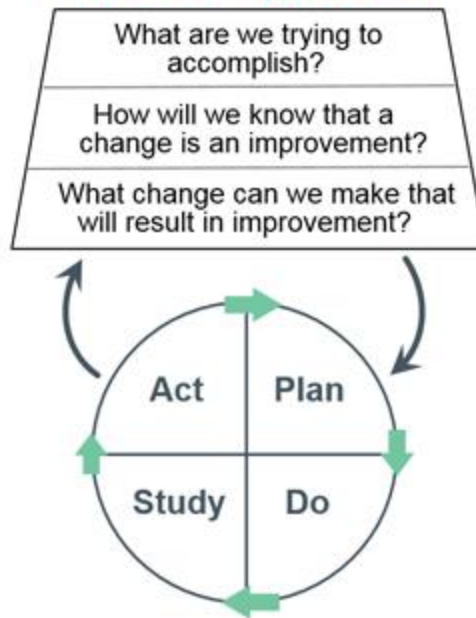 What are we trying to
accomplish?
How will we know that a
change is an improvement?
What change can we make that
will result in improvement?
Act
Plan
Study
Do